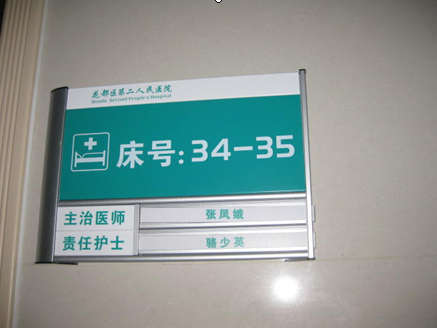 花都区第二人民医院
Huadu Second People's Hospital
床号:34-35
主治医师 张凤娥
责任护士 骆少英